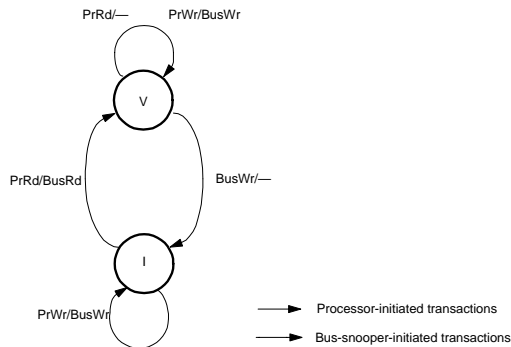 PrRd/—
PrWr/BusWr
V
PrRd/BusRd
BusWr/—
I
PrWr/BusWr
Processor-initiated transactions
Bus-snooper-initiated transactions